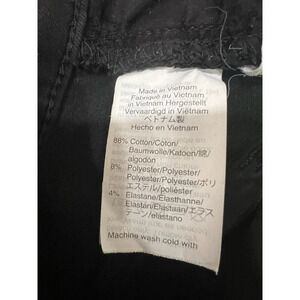 Made in Vietnam
Fabriqué au Vietnam
in Vietnam Hergestellt
Vervaardigd in Vietnam
ベトナム製
Hecho en Vietnam
88% Cotton/Coton/
Baumwolle/Katoen/綿/
algodón
8% Polyester/Polyester/
Polyester/Polyester/ポリ
エステル/poliéster
4% Elastane/Elasthanne/
Elastan/Elastaan/エラス
テーン/elastano
Machine wash cold with